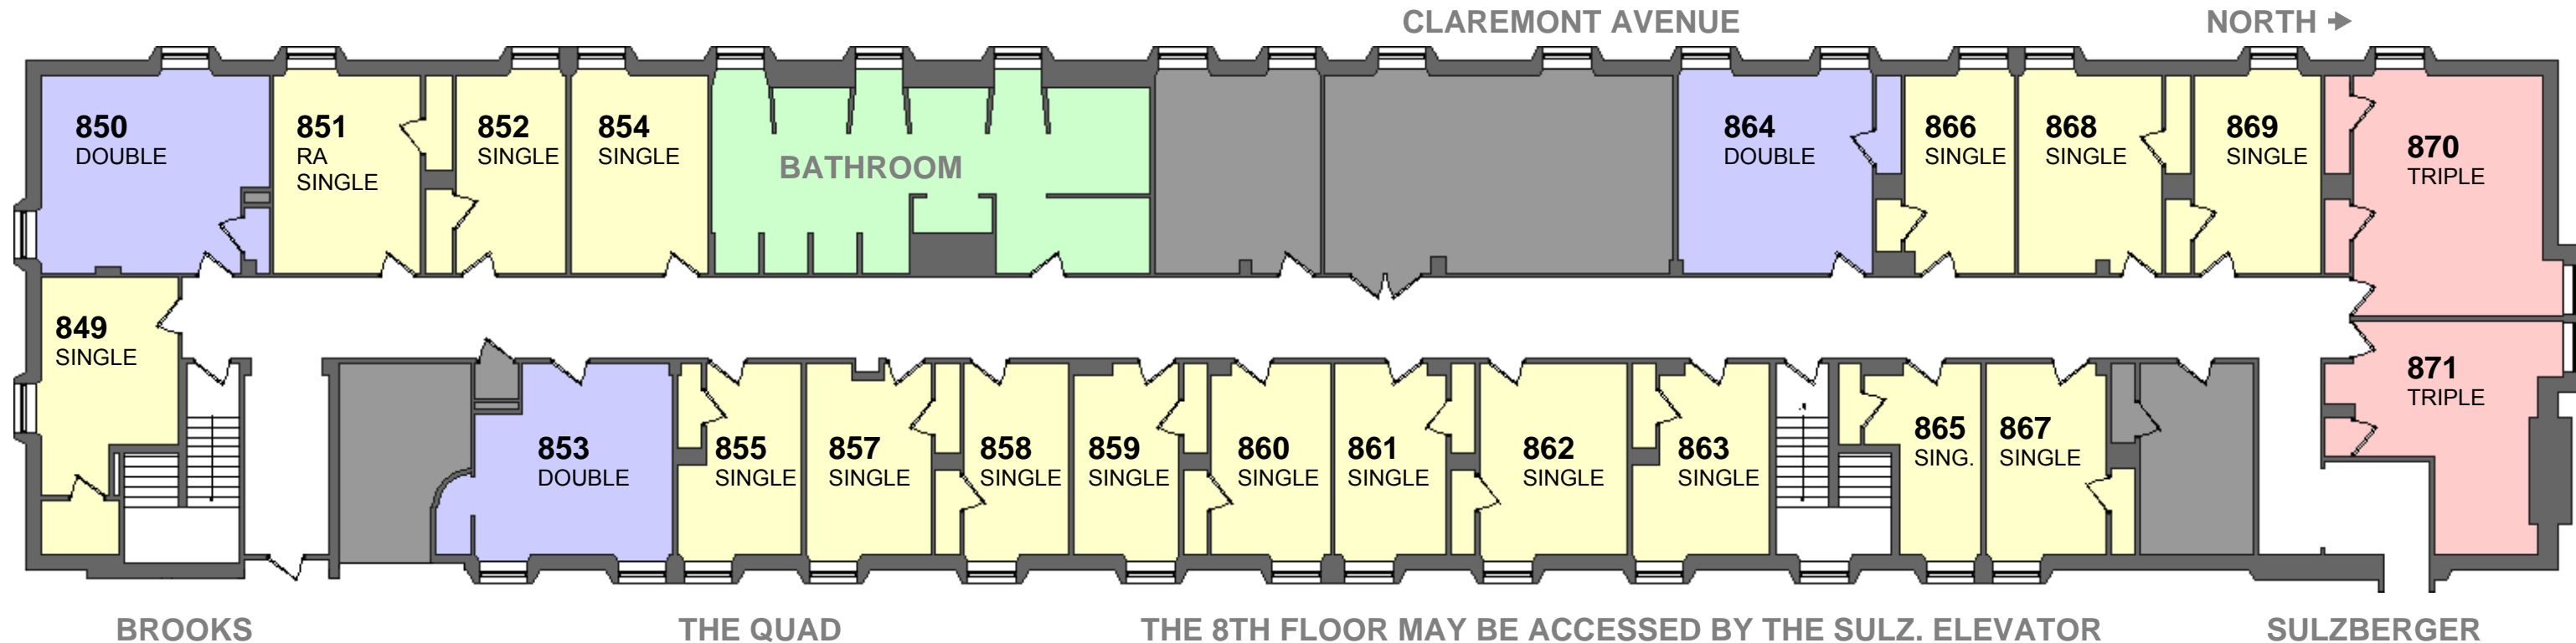 CLAREMONT AVENUE
NORTH
850
DOUBLE
851
RA
SINGLE
852
SINGLE
854
SINGLE
BATHROOM
864
DOUBLE
866
SINGLE
868
SINGLE
869
SINGLE
870
TRIPLE
849
SINGLE
853
DOUBLE
855
SINGLE
857
SINGLE
858
SINGLE
859
SINGLE
860
SINGLE
861
SINGLE
862
SINGLE
863
SINGLE
865
SING.
867
SINGLE
871
TRIPLE
BROOKS
THE QUAD
THE 8TH FLOOR MAY BE ACCESSED BY THE SULZ. ELEVATOR
SULZBERGER